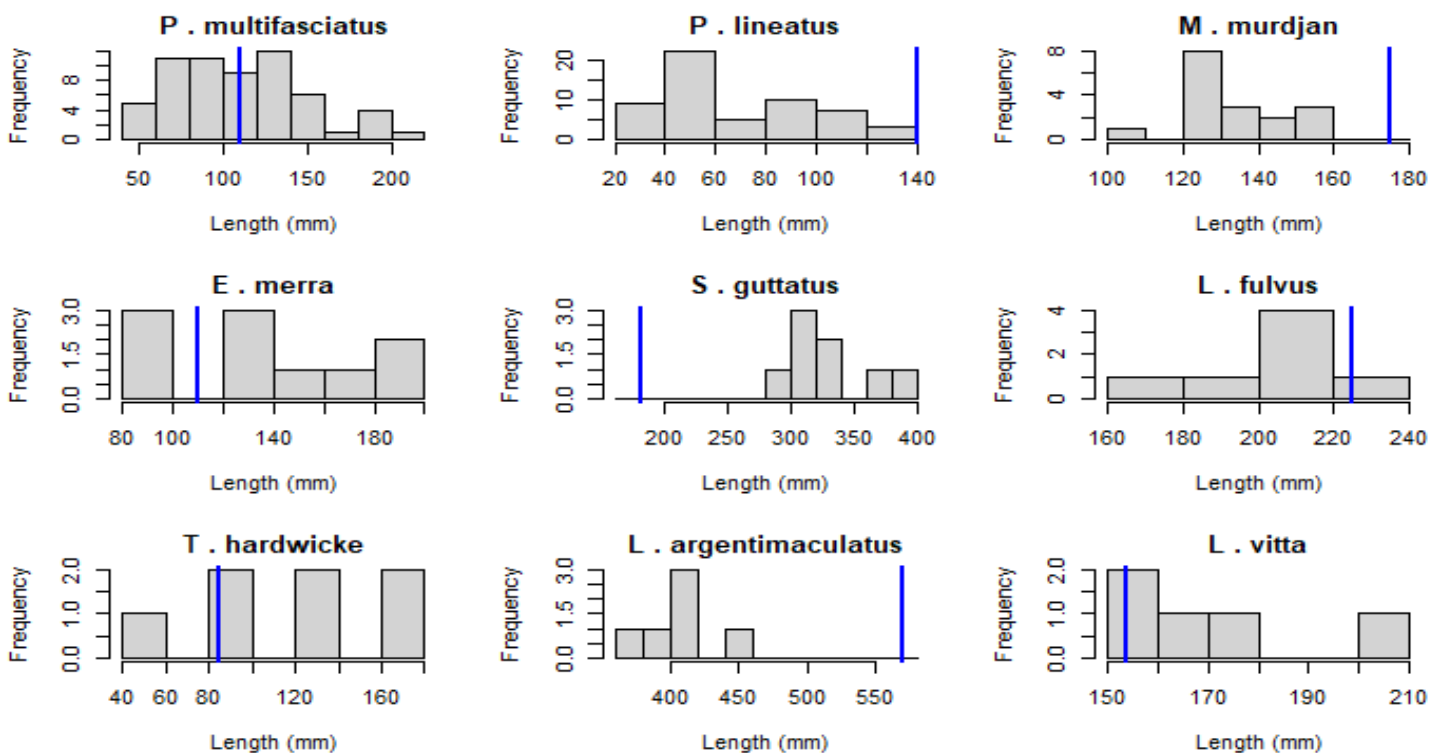 P . multifasciatus
Frequency
0 4 8
50 100 150 200
Length (mm)
P . lineatus
Frequency
0 10 20
20 40 60 80 100 140
Length (mm)
M . murdjan
Frequency
0 4 8
100 120 140 160 180
Length (mm)
E . merra
Frequency
0.0 1.5 3.0
80 100 140 180
Length (mm)
S . guttatus
Frequency
0.0 1.5 3.0
200 250 300 350 400
Length (mm)
L . fulvus
Frequency
0 2 4
160 180 200 220 240
Length (mm)
T . hardwicke
Frequency
0.0 1.0 2.0
40 60 80 120 160
Length (mm)
L . argentimaculatus
Frequency
0.0 1.5 3.0
400 450 500 550
Length (mm)
L . vitta
Frequency
0.0 1.0 2.0
150 170 190 210
Length (mm)